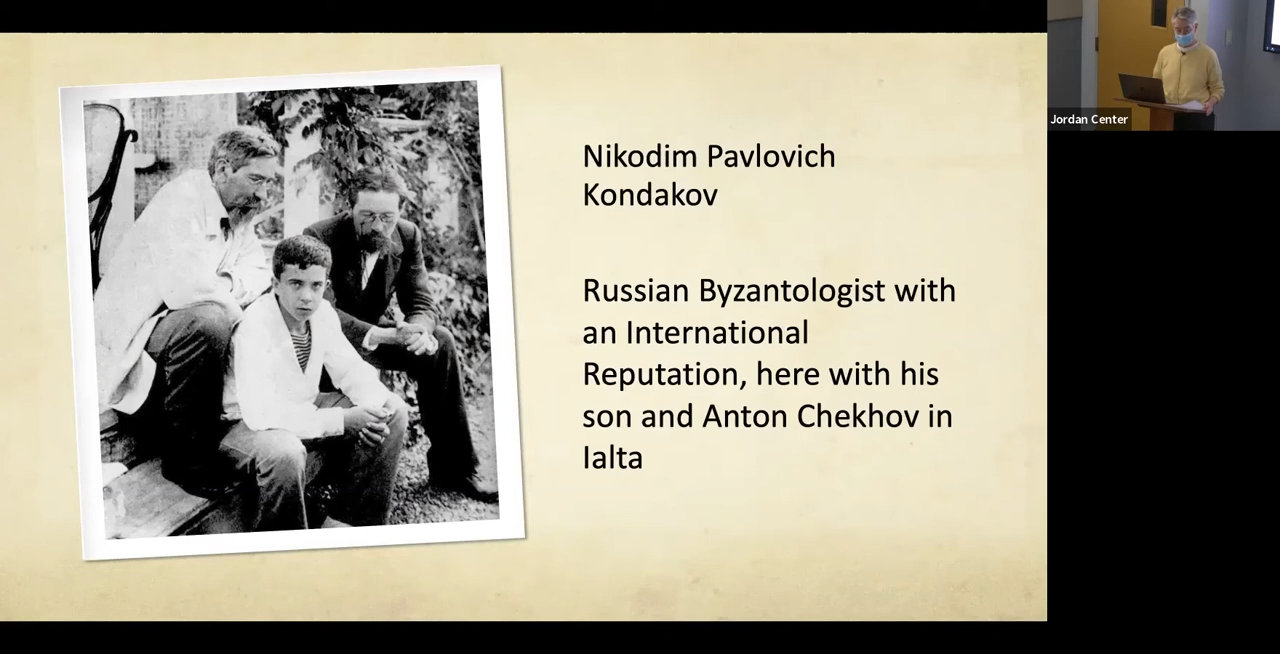 Nikodim Pavlovich
Kondakov
Russian Byzantologist with
an International
Reputation, here with his
son and Anton Chekhov in
Ialta
Jordan Center